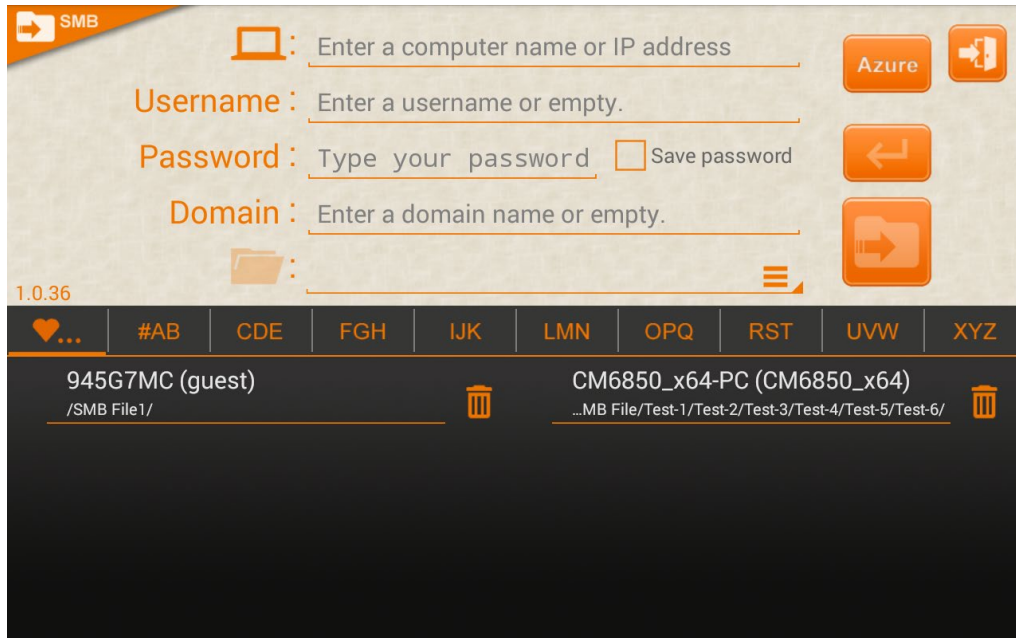 SMB
: Enter a computer name or IP address
Azure
Username : Enter a username or empty.
Password : Type your password Save password
Domain : Enter a domain name or empty.
:
1.0.36
... #AB CDE FGH IJK LMN OPQ RST UVW XYZ
945G7MC (guest)
/SMB File1/
CM6850_x64-PC (CM6850_x64)
...MB File/Test-1/Test-2/Test-3/Test-4/Test-5/Test-6/